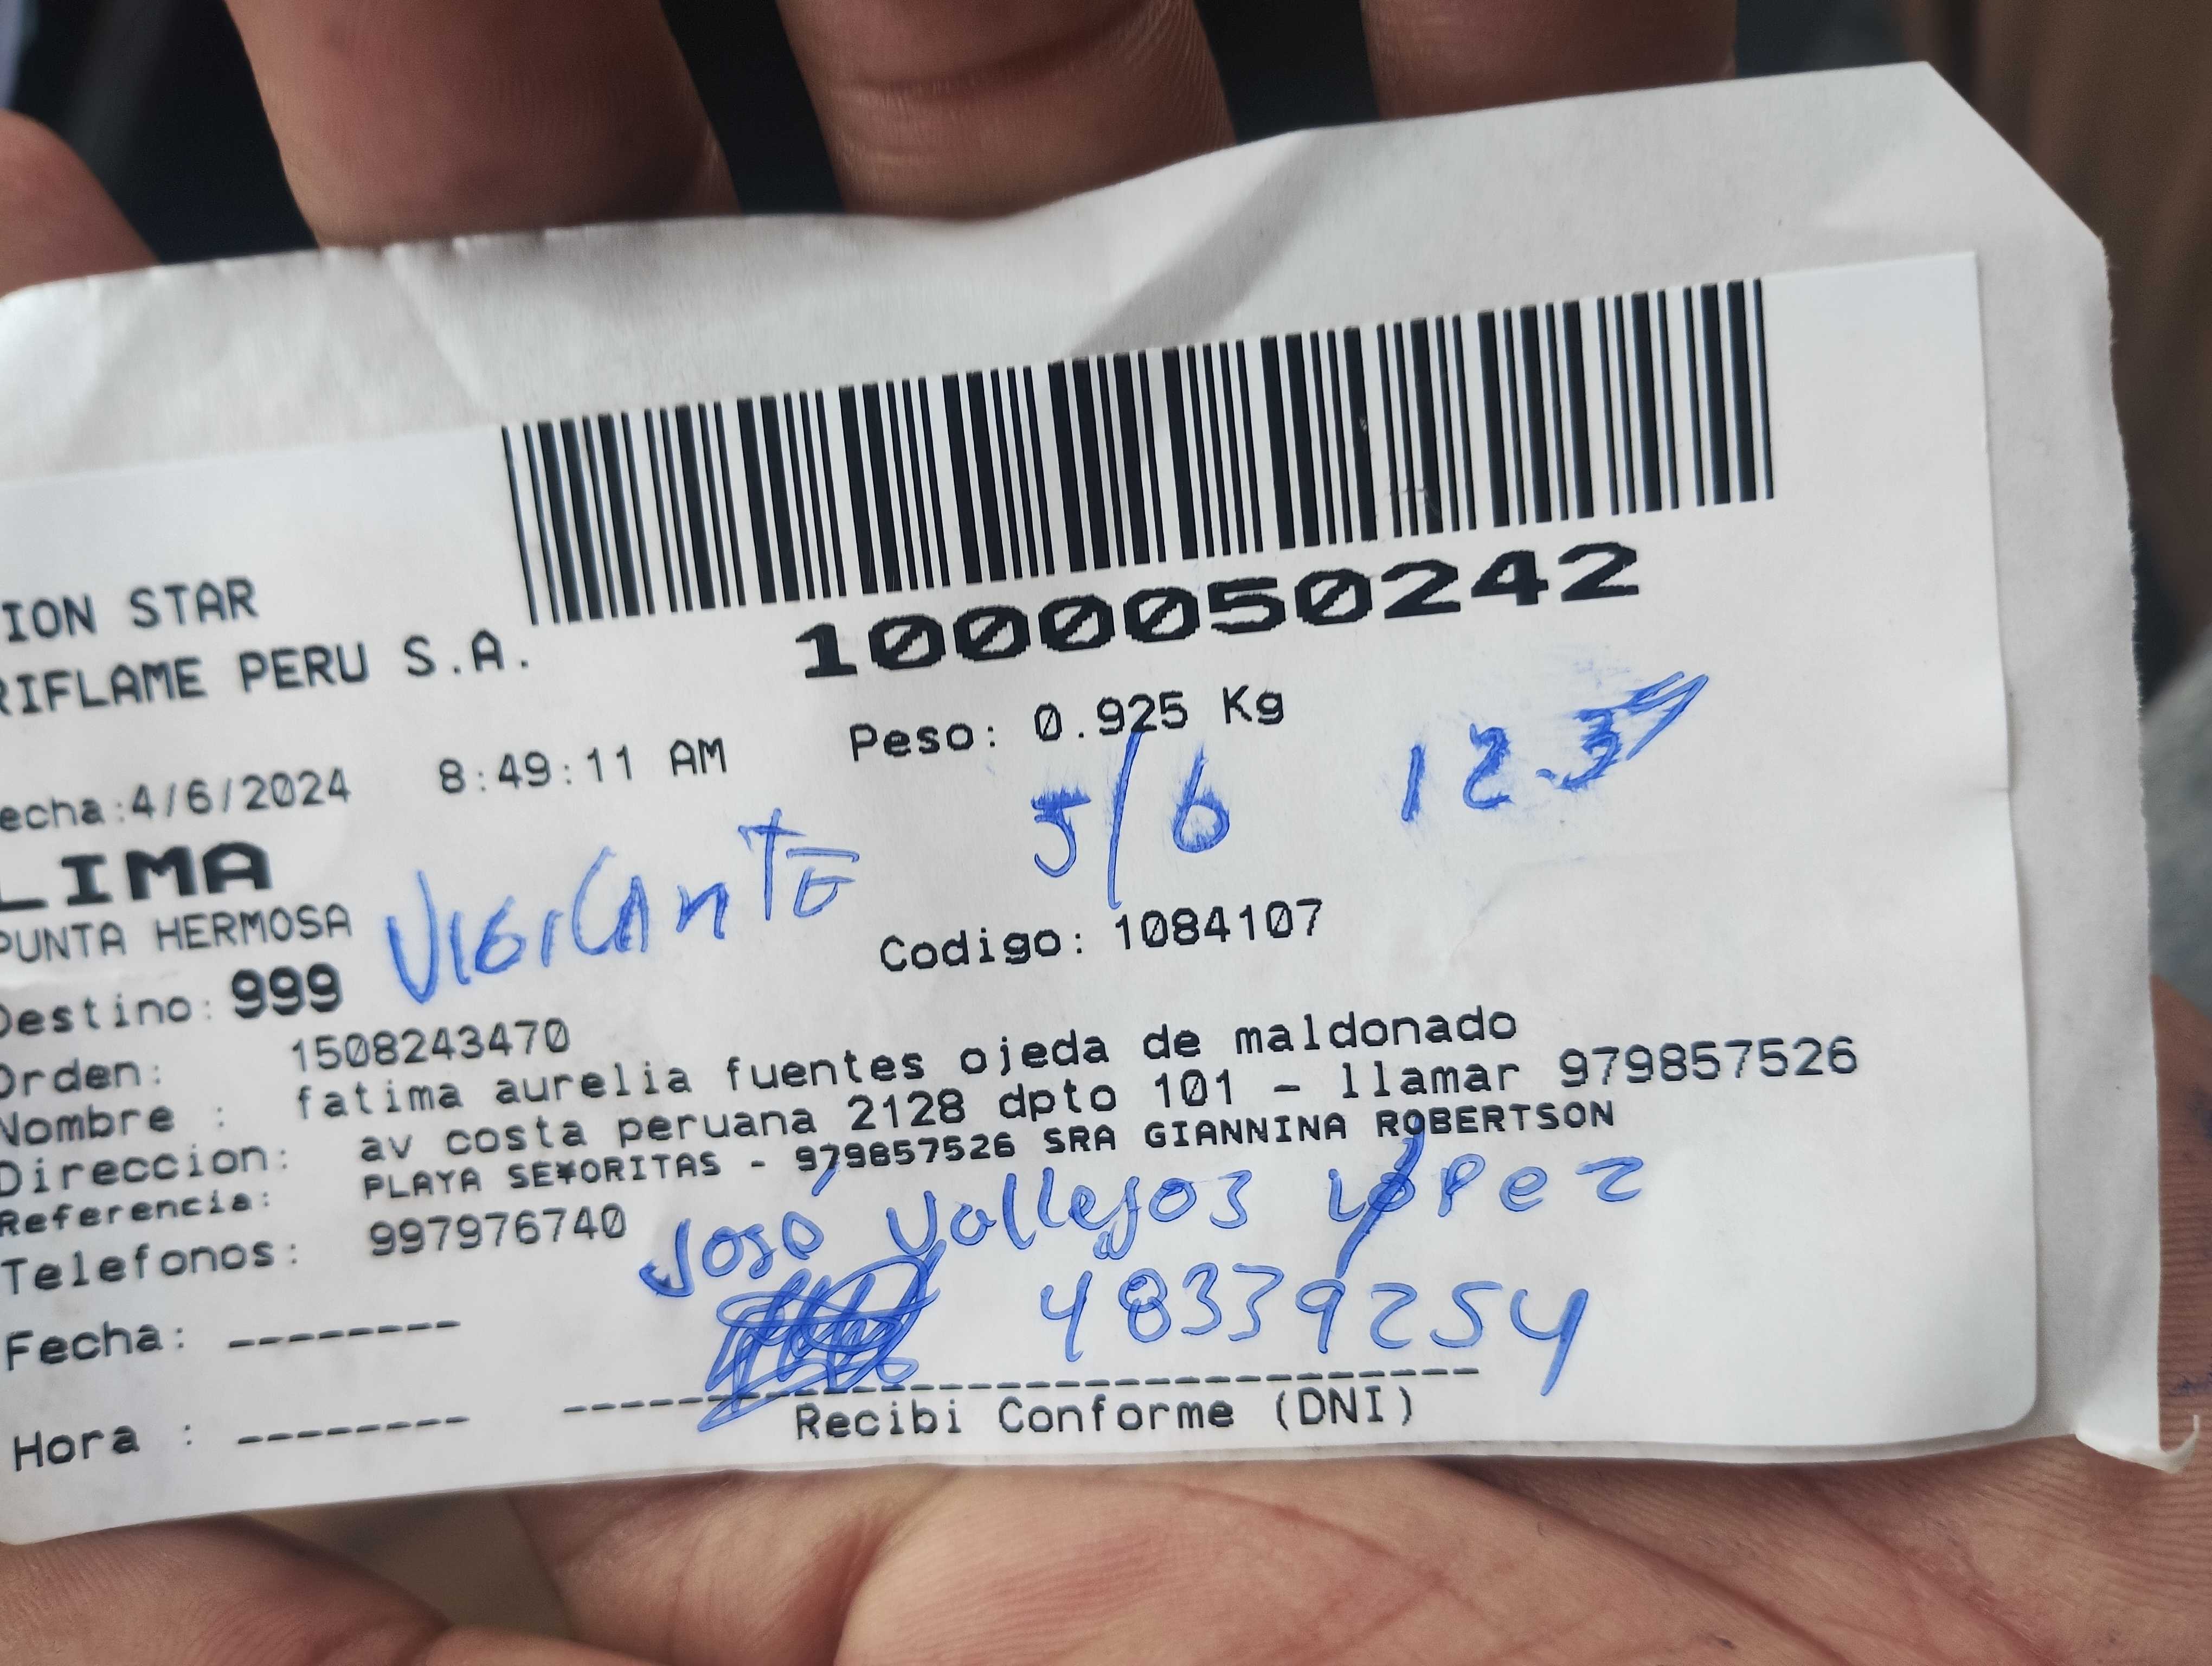 ION STAR
RIFLAME PERU S.A.
1000050242
Peso: 0.925 Kg
echa:4/6/2024 8:49:11 AM
5/6 12
LIMA
PUNTA HERMOSA
VIGILANTE
Codigo: 1084107
Destino: 999
Orden: 1508243470
Nombre : fatima aurelia fuentes ojeda de maldonado
Direccion: av costa peruana 2128 dpto 101 - llamar 979857526
Referencia: PLAYA SE¥ORITAS - 979857526 SRA GIANNINA ROBERTSON
Telefonos: 997976740
José Vallejos López
48339254
Fecha: --------
Hora : --------
Recibi Conforme (DNI)